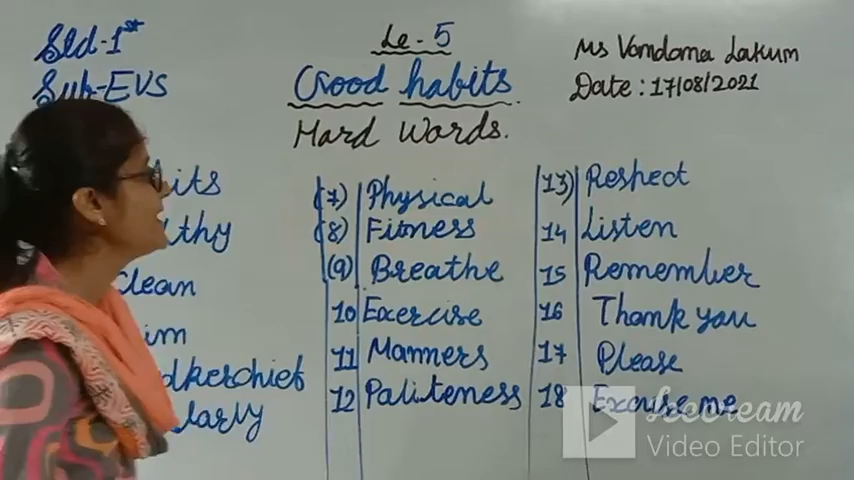 Std-1st
Le-5
Ms Vandana Lakum
Sub-EVS
Good habits
Date: 17/08/2021
Hard Words.
its
thy
Clean
im
dkerchief
larly
(7) Physical
(8) Fitness
(9) Breathe
10 Exercise
11 Manners
12 Politeness
(13) Respect
14 Listen
15 Remember
16 Thank you
17 Please
18 Excuse me
IceCream
Video Editor